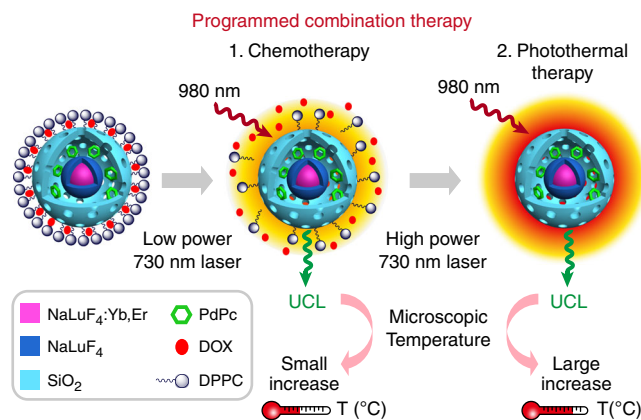 Programmed combination therapy
1. Chemotherapy
2. Photothermal
therapy
980 nm
980 nm
Low power
730 nm laser
High power
730 nm laser
UCL
UCL
Microscopic
Temperature
Small
increase
T (°C)
Large
increase
T(°C)
NaLuF₄:Yb,Er
PdPc
NaLuF₄
DOX
SiO₂
DPPC